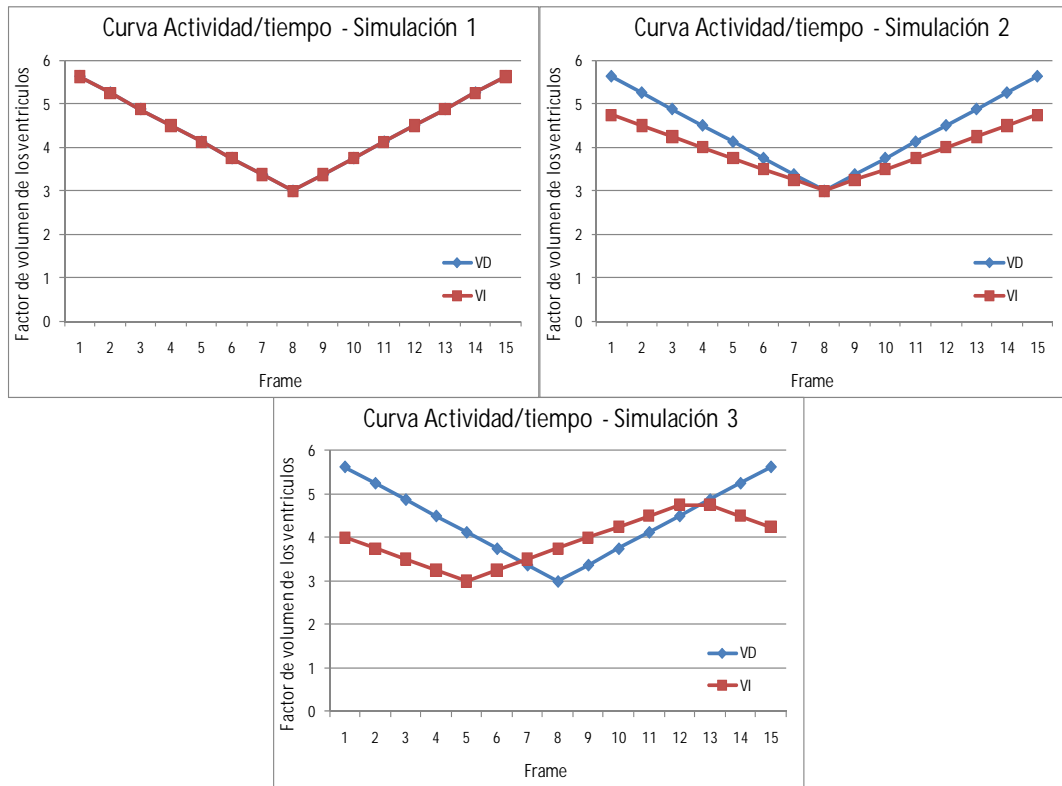 Curva Actividad/tiempo - Simulación 1
Factor de volumen de los ventriculos
6
5
4
3
2
1
0
VD
VI
1 2 3 4 5 6 7 8 9 10 11 12 13 14 15
Frame
Curva Actividad/tiempo - Simulación 2
Factor de volumen de los ventriculos
6
5
4
3
2
1
0
VD
VI
1 2 3 4 5 6 7 8 9 10 11 12 13 14 15
Frame
Curva Actividad/tiempo - Simulación 3
Factor de volumen de los ventriculos
6
5
4
3
2
1
0
VD
VI
1 2 3 4 5 6 7 8 9 10 11 12 13 14 15
Frame